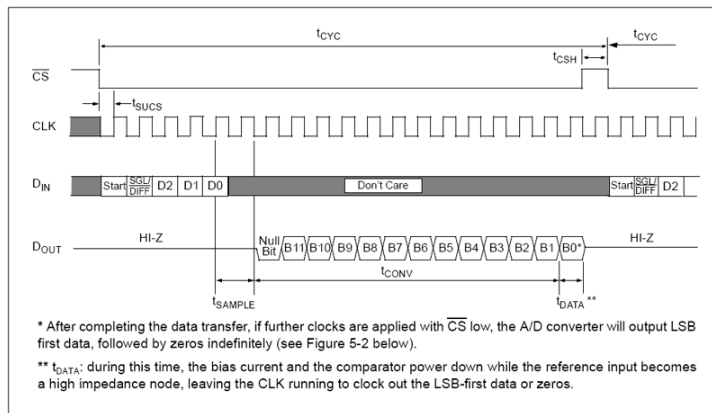 tCYC tCYC
tCSH
CS
tSUCS
CLK
DIN Start SGL/ DIFF D2 D1 D0 Don't Care Start SGL/ DIFF D2
HI-Z Null Bit B11 B10 B9 B8 B7 B6 B5 B4 B3 B2 B1 B0* HI-Z
DOUT
tCONV
tSAMPLE tDATA **
* After completing the data transfer, if further clocks are applied with CS low, the A/D converter will output LSB
first data, followed by zeros indefinitely (see Figure 5-2 below).
** tDATA: during this time, the bias current and the comparator power down while the reference input becomes
a high impedance node, leaving the CLK running to clock out the LSB-first data or zeros.